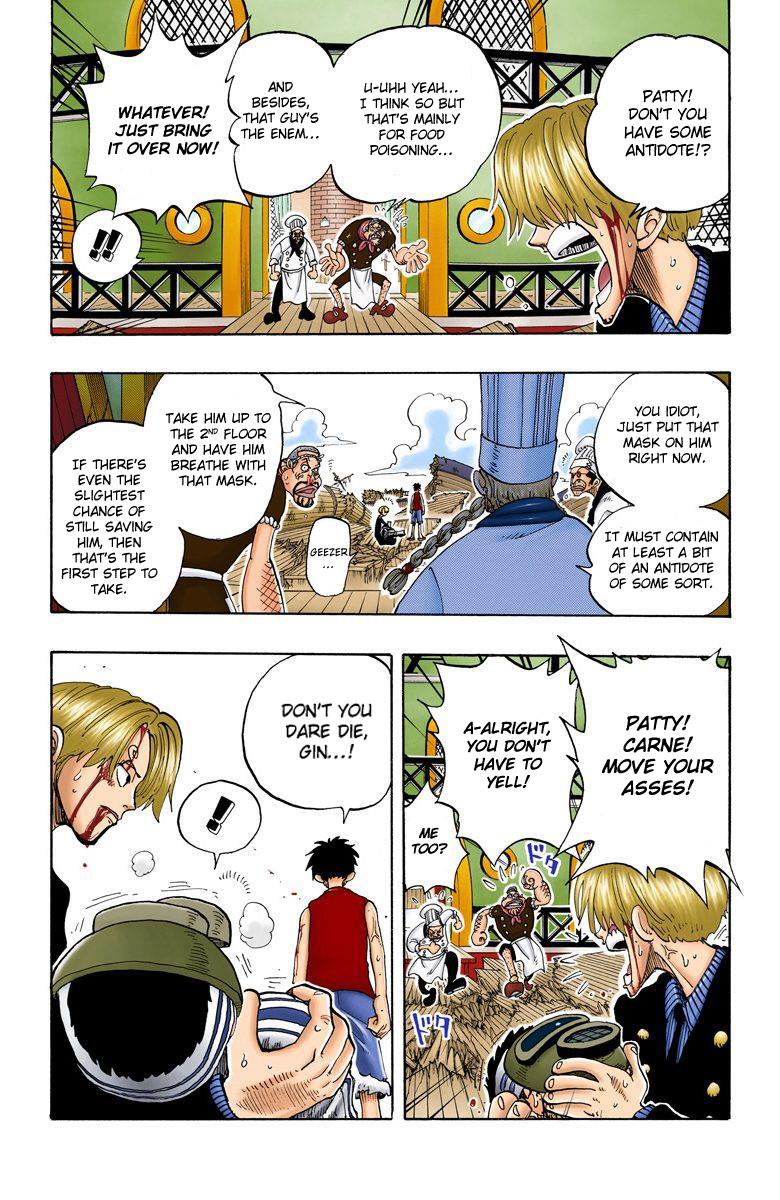 PATTY!
DON'T YOU
HAVE SOME
ANTIDOTE!?
U-UHH YEAH...
I THINK SO BUT
THAT'S MAINLY
FOR FOOD
POISONING...
AND
BESIDES,
THAT GUY'S
THE ENEM...
WHATEVER!
JUST BRING
IT OVER NOW!
!!
YOU IDIOT,
JUST PUT THAT
MASK ON HIM
RIGHT NOW.
IT MUST CONTAIN
AT LEAST A BIT
OF AN ANTIDOTE
OF SOME SORT.
GEEZER
...
TAKE HIM UP TO
THE 2ND FLOOR
AND HAVE HIM
BREATHE WITH
THAT MASK.
IF THERE'S
EVEN THE
SLIGHTEST
CHANCE OF
STILL SAVING
HIM, THEN
THAT'S THE
FIRST STEP TO
TAKE.
PATTY!
CARNE!
MOVE YOUR
ASSES!
A-ALRIGHT,
YOU DON'T
HAVE TO
YELL!
ME
TOO?
ドタ
ドタ
DON'T YOU
DARE DIE,
GIN...!
!